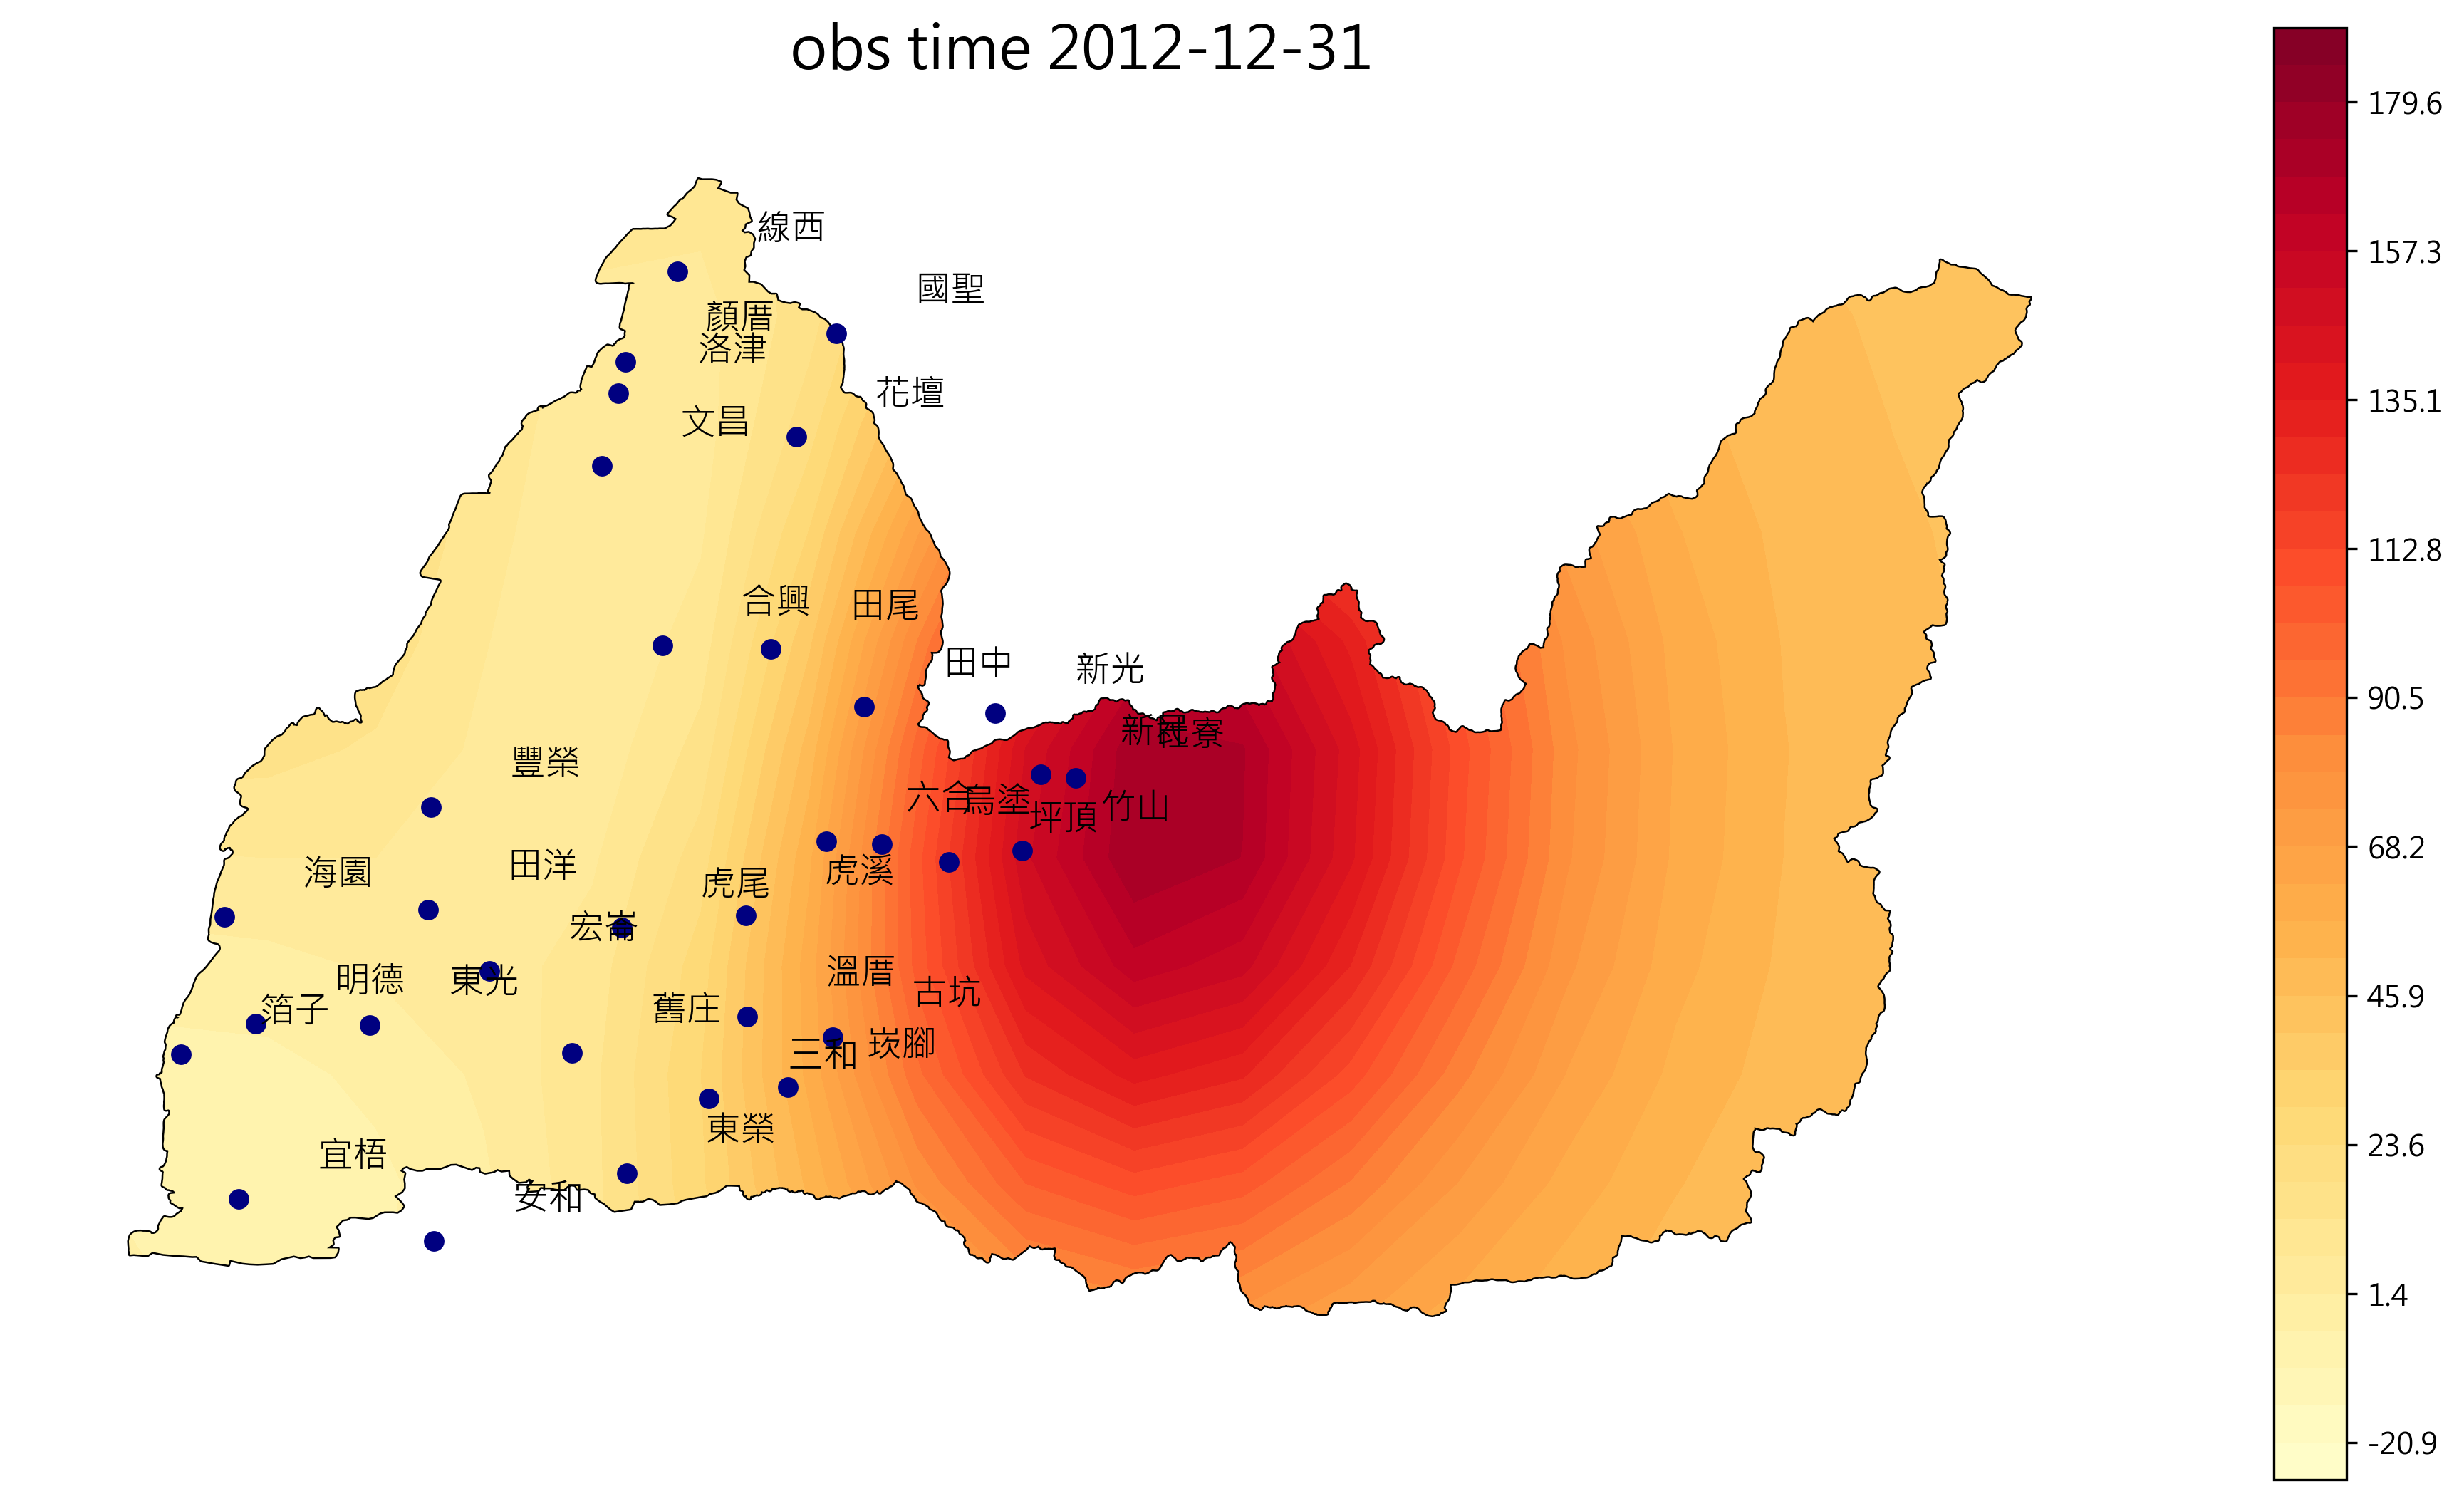 obs time 2012-12-31
線西
國聖
顏厝
洛津
花壇
文昌
合興
田尾
田中
新光
新民
社寮
豐榮
六合
烏塗
坪頂
竹山
海園
田洋
虎尾
虎溪
宏崙
明德
東光
溫厝
古坑
箔子
舊庄
三和
崁腳
東榮
宜梧
安和
179.6
157.3
135.1
112.8
90.5
68.2
45.9
23.6
1.4
-20.9